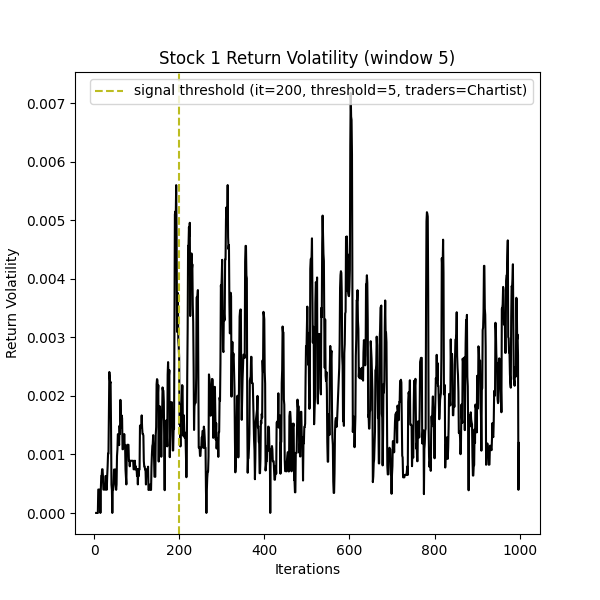 Stock 1 Return Volatility (window 5)
signal threshold (it=200, threshold=5, traders=Chartist)
0.007
0.006
0.005
0.004
0.003
0.002
0.001
0.000
Return Volatility
0 200 400 600 800 1000
Iterations